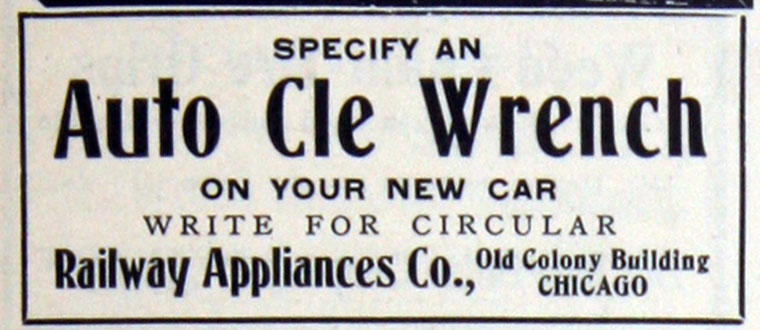 SPECIFY AN
Auto Cle Wrench
ON YOUR NEW CAR
WRITE FOR CIRCULAR
Railway Appliances Co., Old Colony Building
CHICAGO